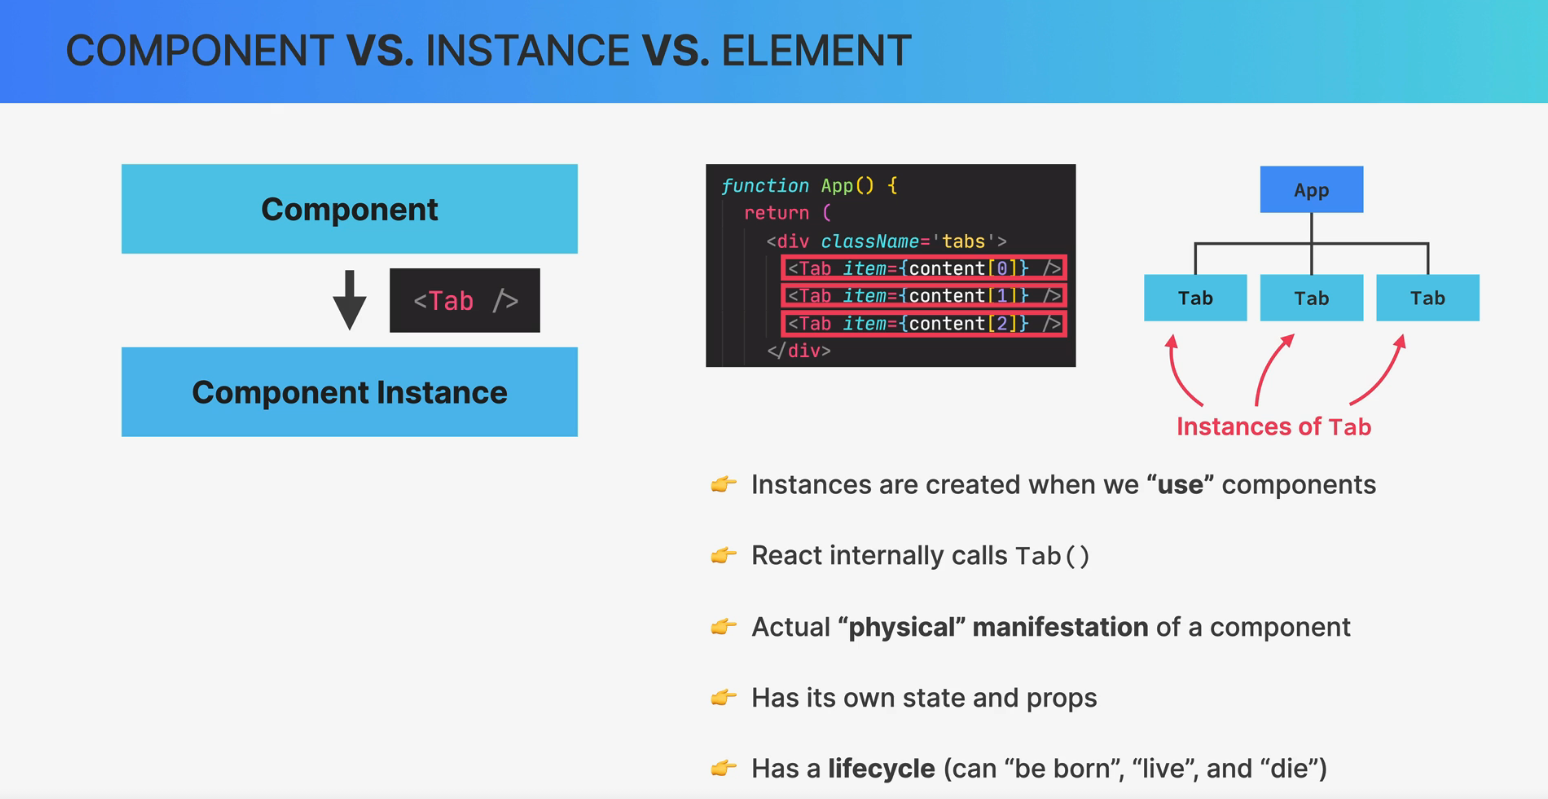 COMPONENT VS. INSTANCE VS. ELEMENT
Component
<Tab />
Component Instance
function App() {
return (
<div className='tabs'>
<Tab item={content[0]} />
<Tab item={content[1]} />
<Tab item={content[2]} />
</div>
App
Tab Tab Tab
Instances of Tab
👉 Instances are created when we “use” components
👉 React internally calls Tab()
👉 Actual “physical” manifestation of a component
👉 Has its own state and props
👉 Has a lifecycle (can “be born”, “live”, and “die”)